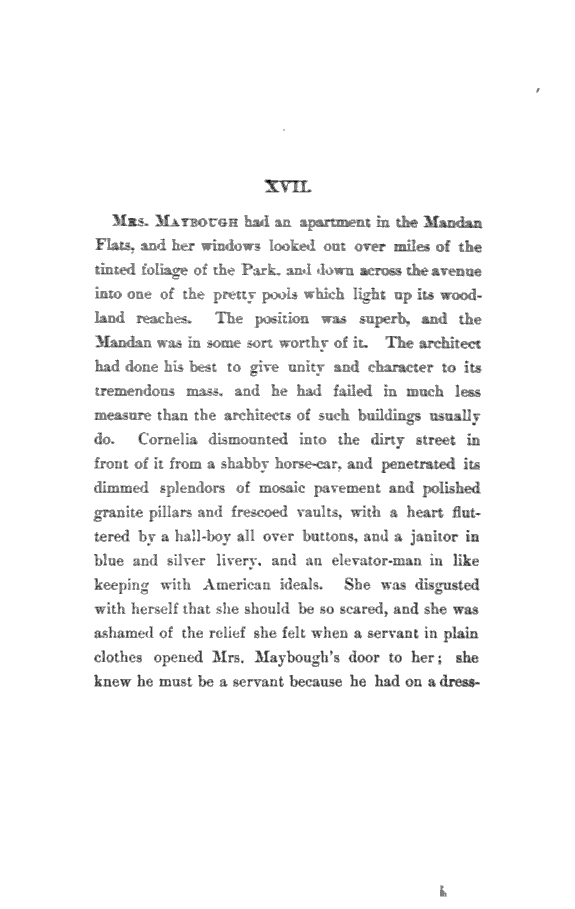 XVII.
Mrs. Maybough had an apartment in the Mandan
Flats, and her windows looked out over miles of the
tinted foliage of the Park, and down across the avenue
into one of the pretty pools which light up its wood-
land reaches. The position was superb, and the
Mandan was in some sort worthy of it. The architect
had done his best to give unity and character to its
tremendous mass, and he had failed in much less
measure than the architects of such buildings usually
do. Cornelia dismounted into the dirty street in
front of it from a shabby horse-car, and penetrated its
dimmed splendors of mosaic pavement and polished
granite pillars and frescoed vaults, with a heart flut-
tered by a hall-boy all over buttons, and a janitor in
blue and silver livery, and an elevator-man in like
keeping with American ideals. She was disgusted
with herself that she should be so scared, and she was
ashamed of the relief she felt when a servant in plain
clothes opened Mrs. Maybough's door to her; she
knew he must be a servant because he had on a dress-